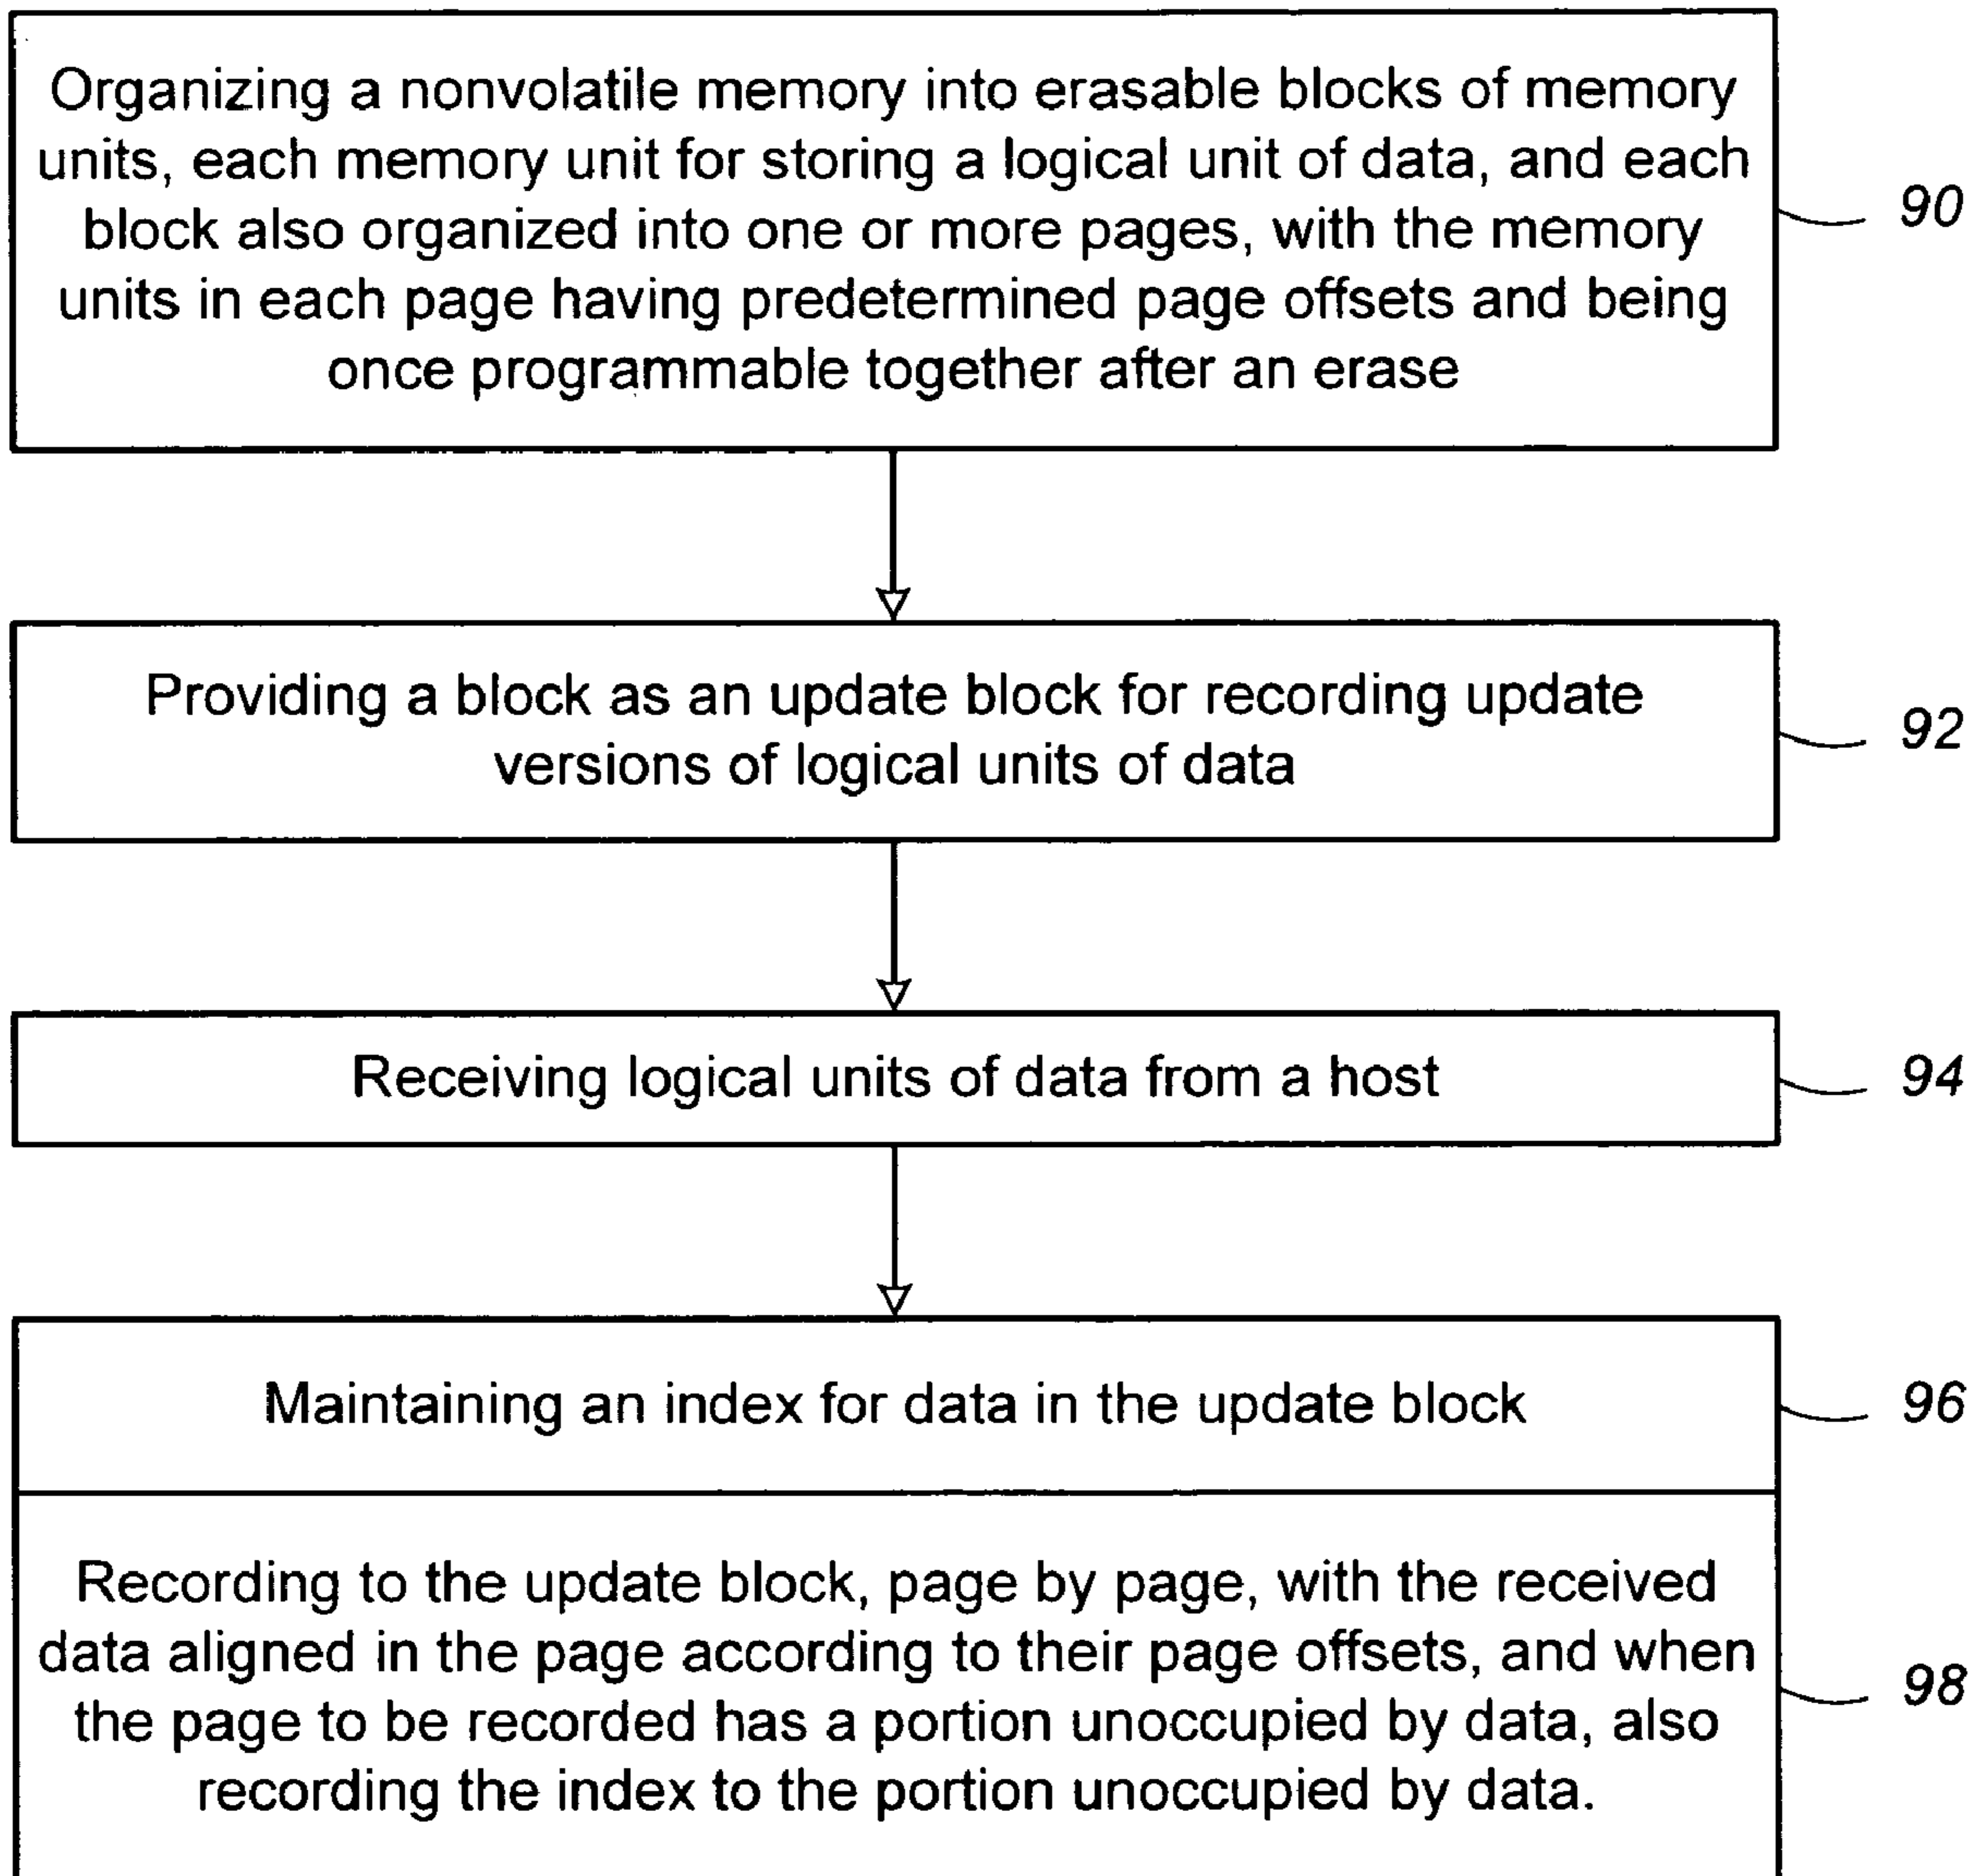 Organizing a nonvolatile memory into erasable blocks of memory
units, each memory unit for storing a logical unit of data, and each
block also organized into one or more pages, with the memory
units in each page having predetermined page offsets and being
once programmable together after an erase
90
Providing a block as an update block for recording update
versions of logical units of data
92
Receiving logical units of data from a host
94
Maintaining an index for data in the update block
96
Recording to the update block, page by page, with the received
data aligned in the page according to their page offsets, and when
the page to be recorded has a portion unoccupied by data, also
recording the index to the portion unoccupied by data.
98